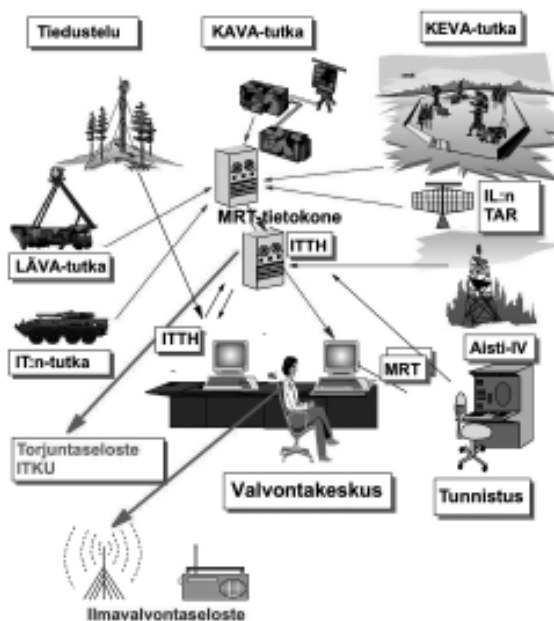 Tiedustelu
KAVA-tutka
KEVA-tutka
MRT-tietokone
IL:n
TAR
LÄVA-tutka
ITTH
IT:n-tutka
ITTH
MRT
Aisti-IV
Torjuntaseloste
ITKU
Valvontakeskus
Tunnistus
Ilmavalvontaseloste